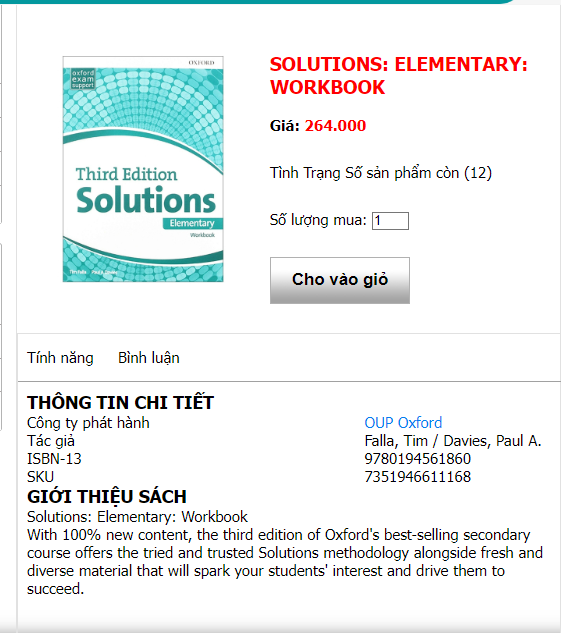 OXFORD
oxford
exam
support
Third Edition
Solutions
Elementary
Workbook
SOLUTIONS: ELEMENTARY:
WORKBOOK
Giá: 264.000
Tình Trạng Số sản phẩm còn (12)
Số lượng mua: 1
Cho vào giỏ
Tính năng Bình luận
THÔNG TIN CHI TIẾT
Công ty phát hành OUP Oxford
Tác giả Falla, Tim / Davies, Paul A.
ISBN-13 9780194561860
SKU 7351946611168
GIỚI THIỆU SÁCH
Solutions: Elementary: Workbook
With 100% new content, the third edition of Oxford's best-selling secondary
course offers the tried and trusted Solutions methodology alongside fresh and
diverse material that will spark your students' interest and drive them to
succeed.